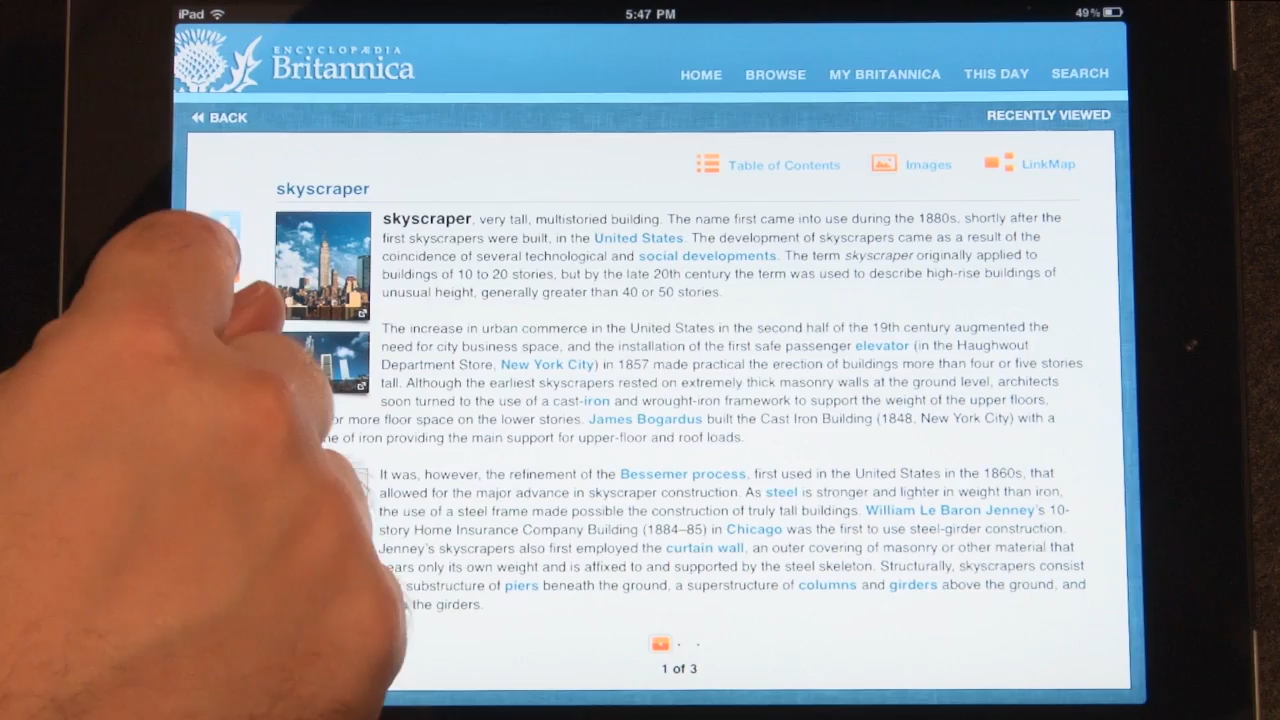 iPad 5:47 PM 49%
ENCYCLOPÆDIA
Britannica
HOME BROWSE MY BRITANNICA THIS DAY SEARCH
BACK RECENTLY VIEWED
Table of Contents Images LinkMap
skyscraper
skyscraper, very tall, multistoried building. The name first came into use during the 1880s, shortly after the
first skyscrapers were built, in the United States. The development of skyscrapers came as a result of the
coincidence of several technological and social developments. The term skyscraper originally applied to
buildings of 10 to 20 stories, but by the late 20th century the term was used to describe high-rise buildings of
unusual height, generally greater than 40 or 50 stories.
The increase in urban commerce in the United States in the second half of the 19th century augmented the
need for city business space, and the installation of the first safe passenger elevator (in the Haughwout
Department Store, New York City) in 1857 made practical the erection of buildings more than four or five stories
tall. Although the earliest skyscrapers rested on extremely thick masonry walls at the ground level, architects
soon turned to the use of a cast-iron and wrought-iron framework to support the weight of the upper floors,
or more floor space on the lower stories. James Bogardus built the Cast Iron Building (1848, New York City) with a
of iron providing the main support for upper-floor and roof loads.
It was, however, the refinement of the Bessemer process, first used in the United States in the 1860s, that
allowed for the major advance in skyscraper construction. As steel is stronger and lighter in weight than iron,
the use of a steel frame made possible the construction of truly tall buildings. William Le Baron Jenney's 10-
story Home Insurance Company Building (1884–85) in Chicago was the first to use steel-girder construction.
Jenney's skyscrapers also first employed the curtain wall, an outer covering of masonry or other material that
ears only its own weight and is affixed to and supported by the steel skeleton. Structurally, skyscrapers consist
substructure of piers beneath the ground, a superstructure of columns and girders above the ground, and
the girders.
1 of 3